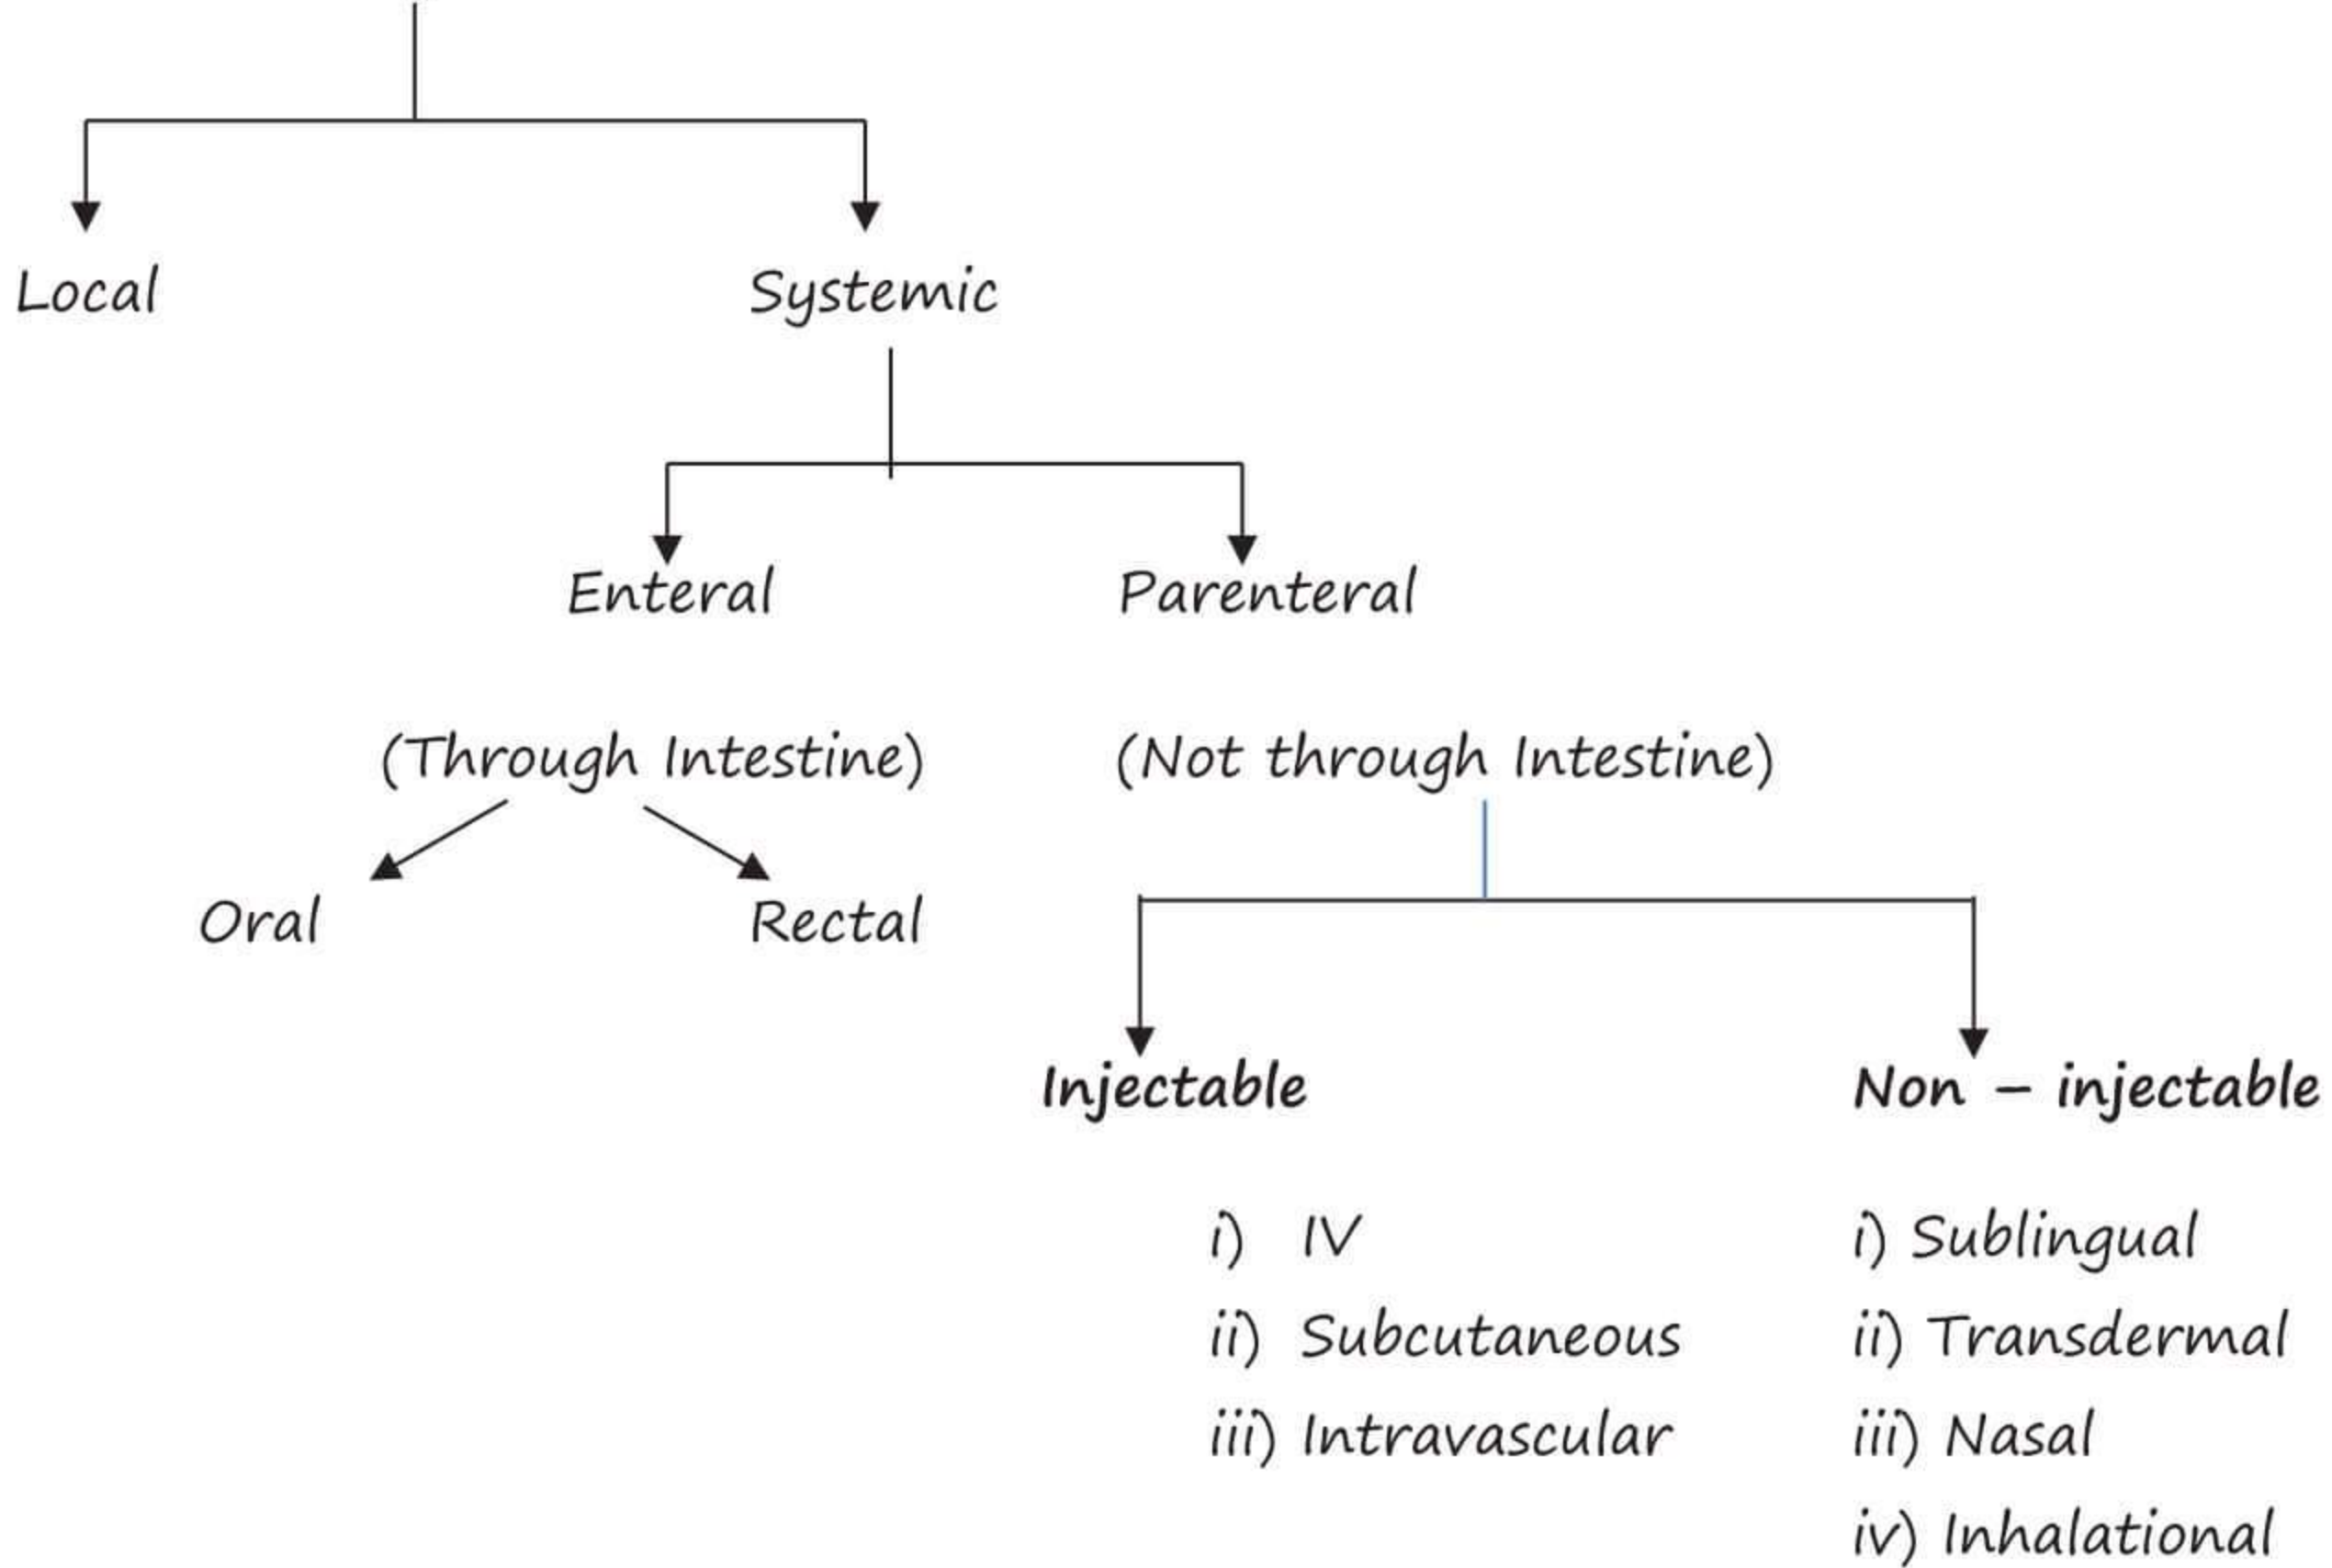 Local
Systemic
Enteral
Parenteral
(Through Intestine)
(Not through Intestine)
Oral
Rectal
Injectable
Non – injectable
i) IV
ii) Subcutaneous
iii) Intravascular
i) Sublingual
ii) Transdermal
iii) Nasal
iv) Inhalational